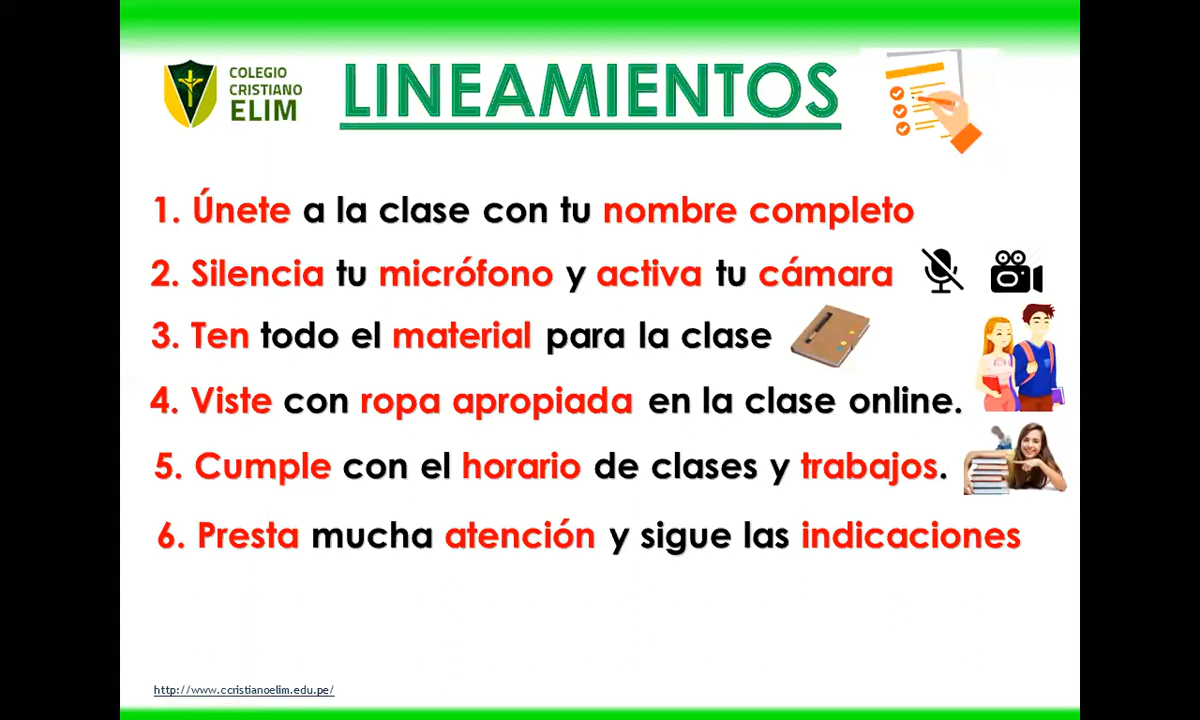 COLEGIO
CRISTIANO
ELIM
LINEAMIENTOS
1. Únete a la clase con tu nombre completo
2. Silencia tu micrófono y activa tu cámara
3. Ten todo el material para la clase
4. Viste con ropa apropiada en la clase online.
5. Cumple con el horario de clases y trabajos.
6. Presta mucha atención y sigue las indicaciones
http://www.ccristianoelim.edu.pe/